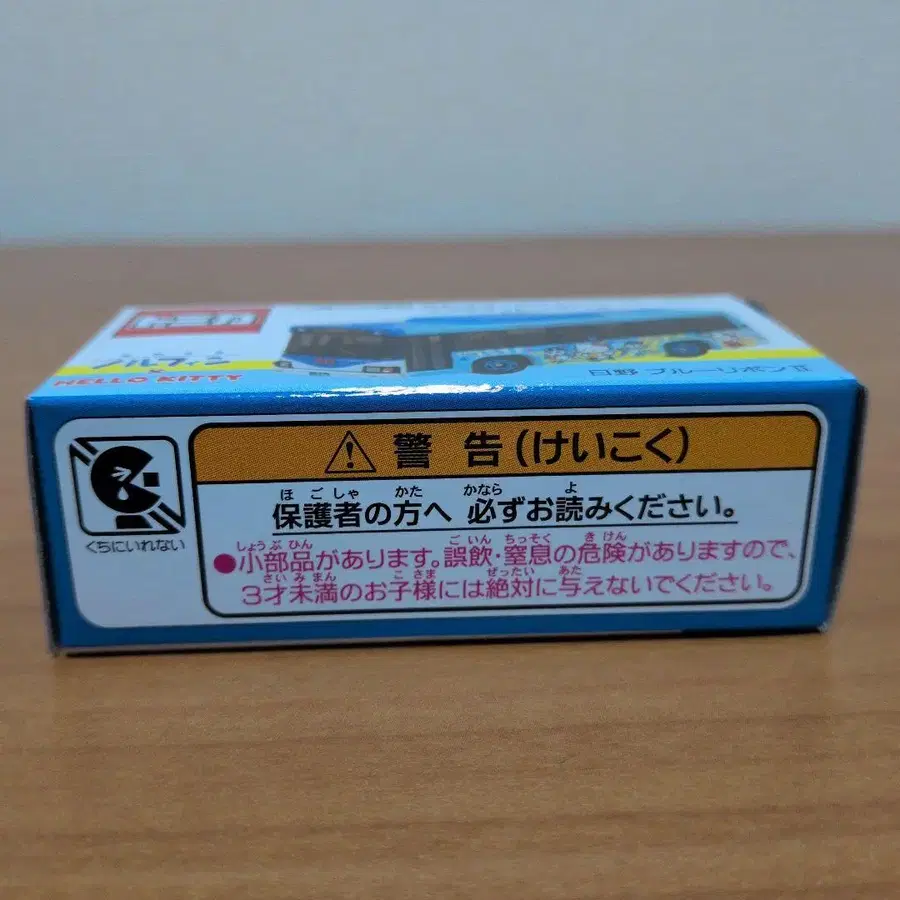 トミカ
HELLO KITTY
日野 ブルーリボンⅡ
警告(けいこく)
ほごしゃ かた かなら よ
保護者の方へ 必ずお読みください。
しょうぶひん ごいん ちっそく きけん
●小部品があります。誤飲・窒息の危険がありますので、
さいみまん こさま ぜったい あた
3才未満のお子様には絶対に与えないでください。
くちにいれない